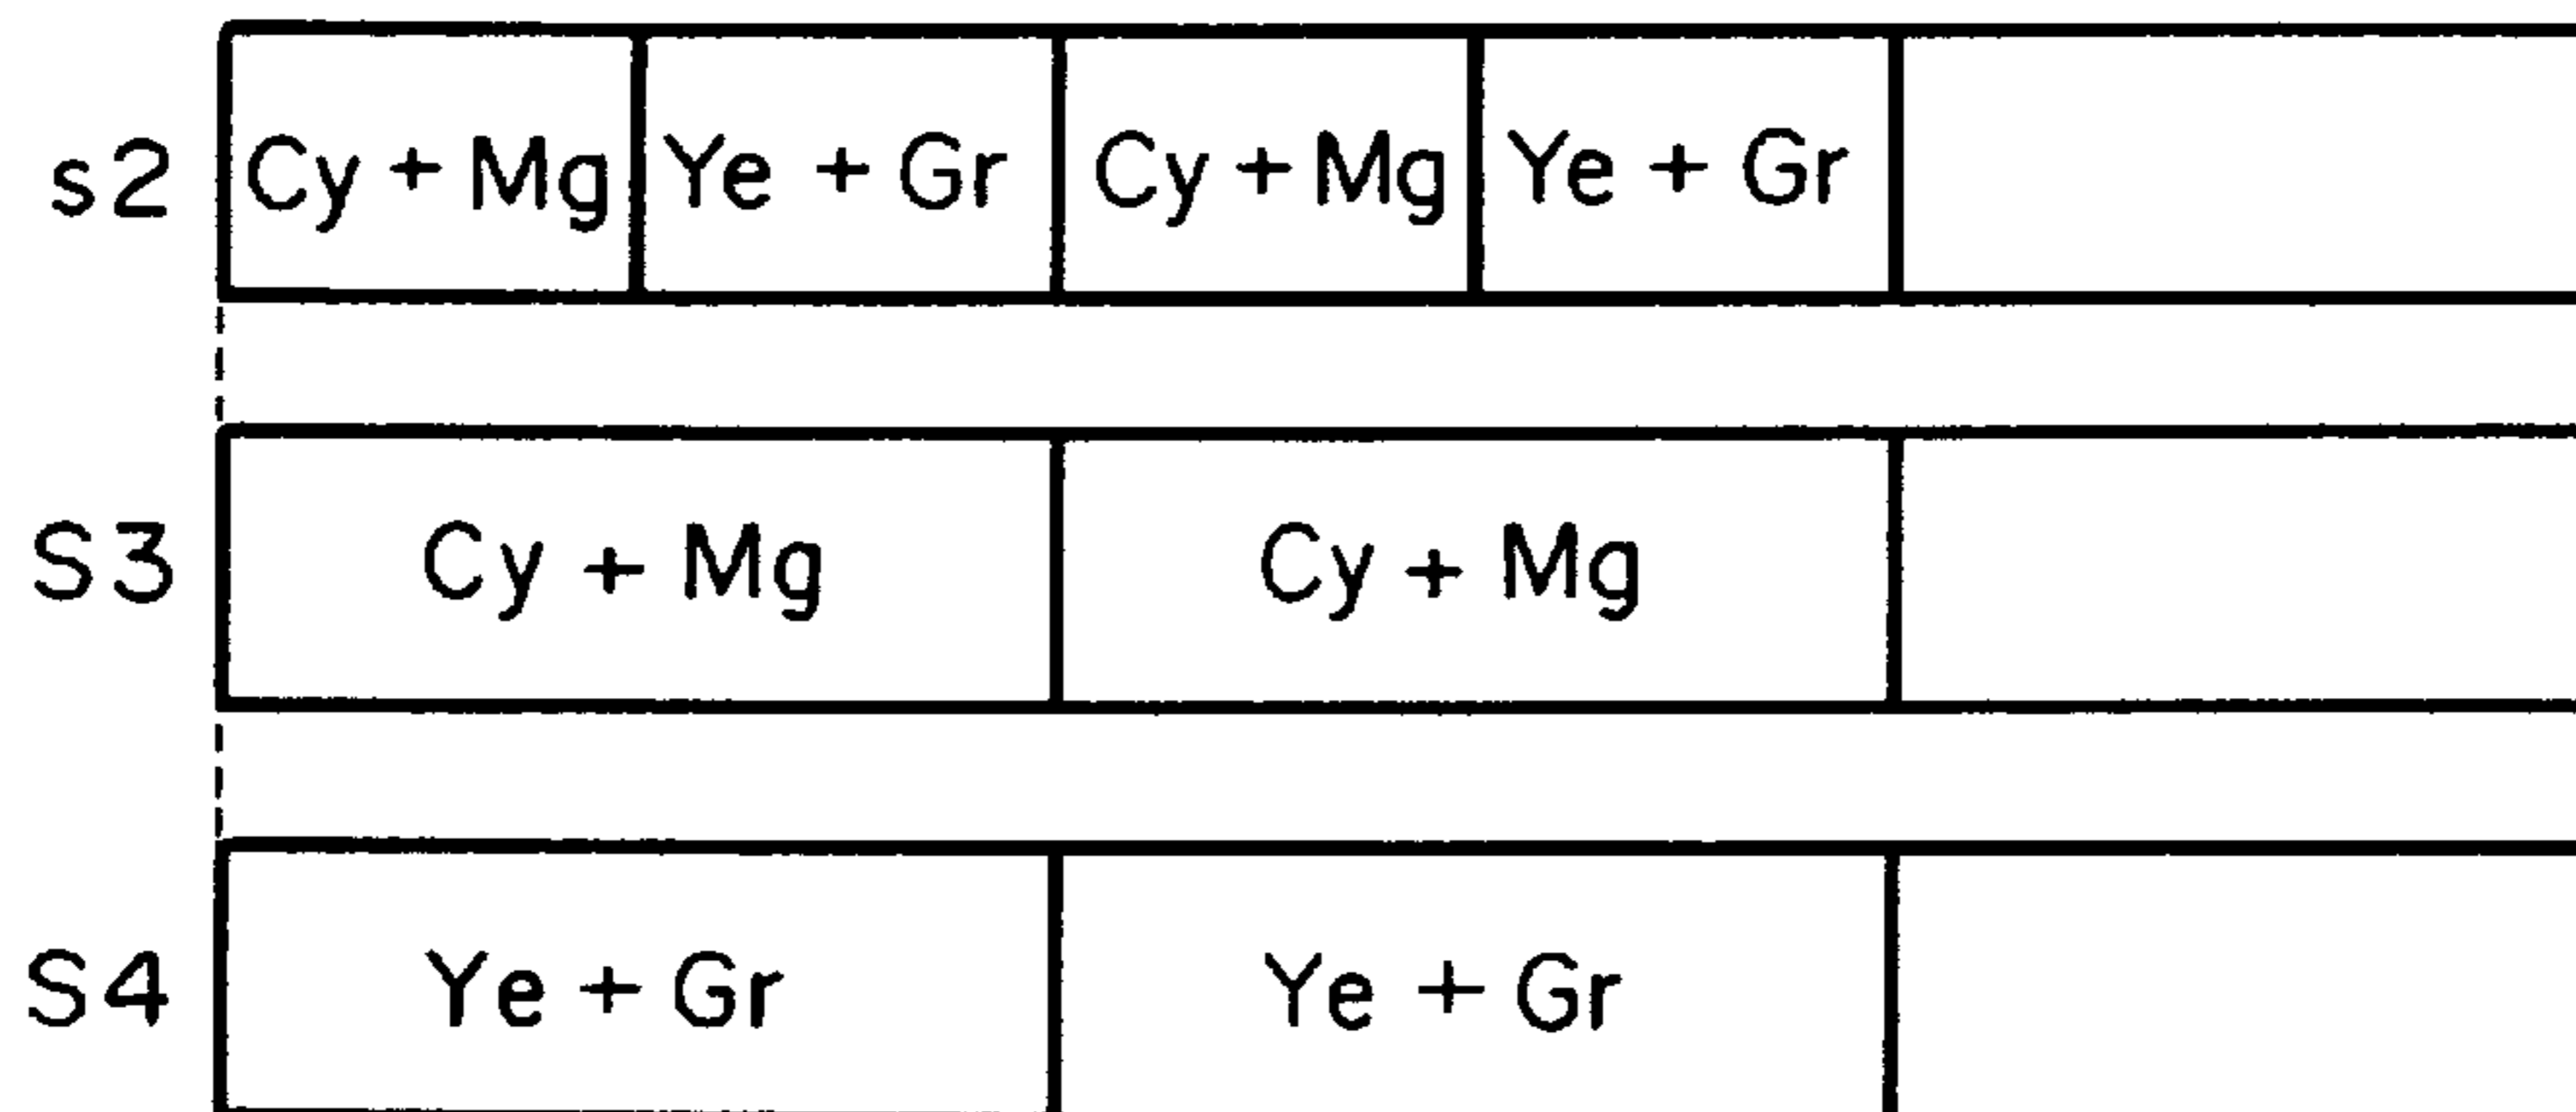 s2 Cy + Mg Ye + Gr Cy + Mg Ye + Gr
S3 Cy + Mg Cy + Mg
S4 Ye + Gr Ye + Gr